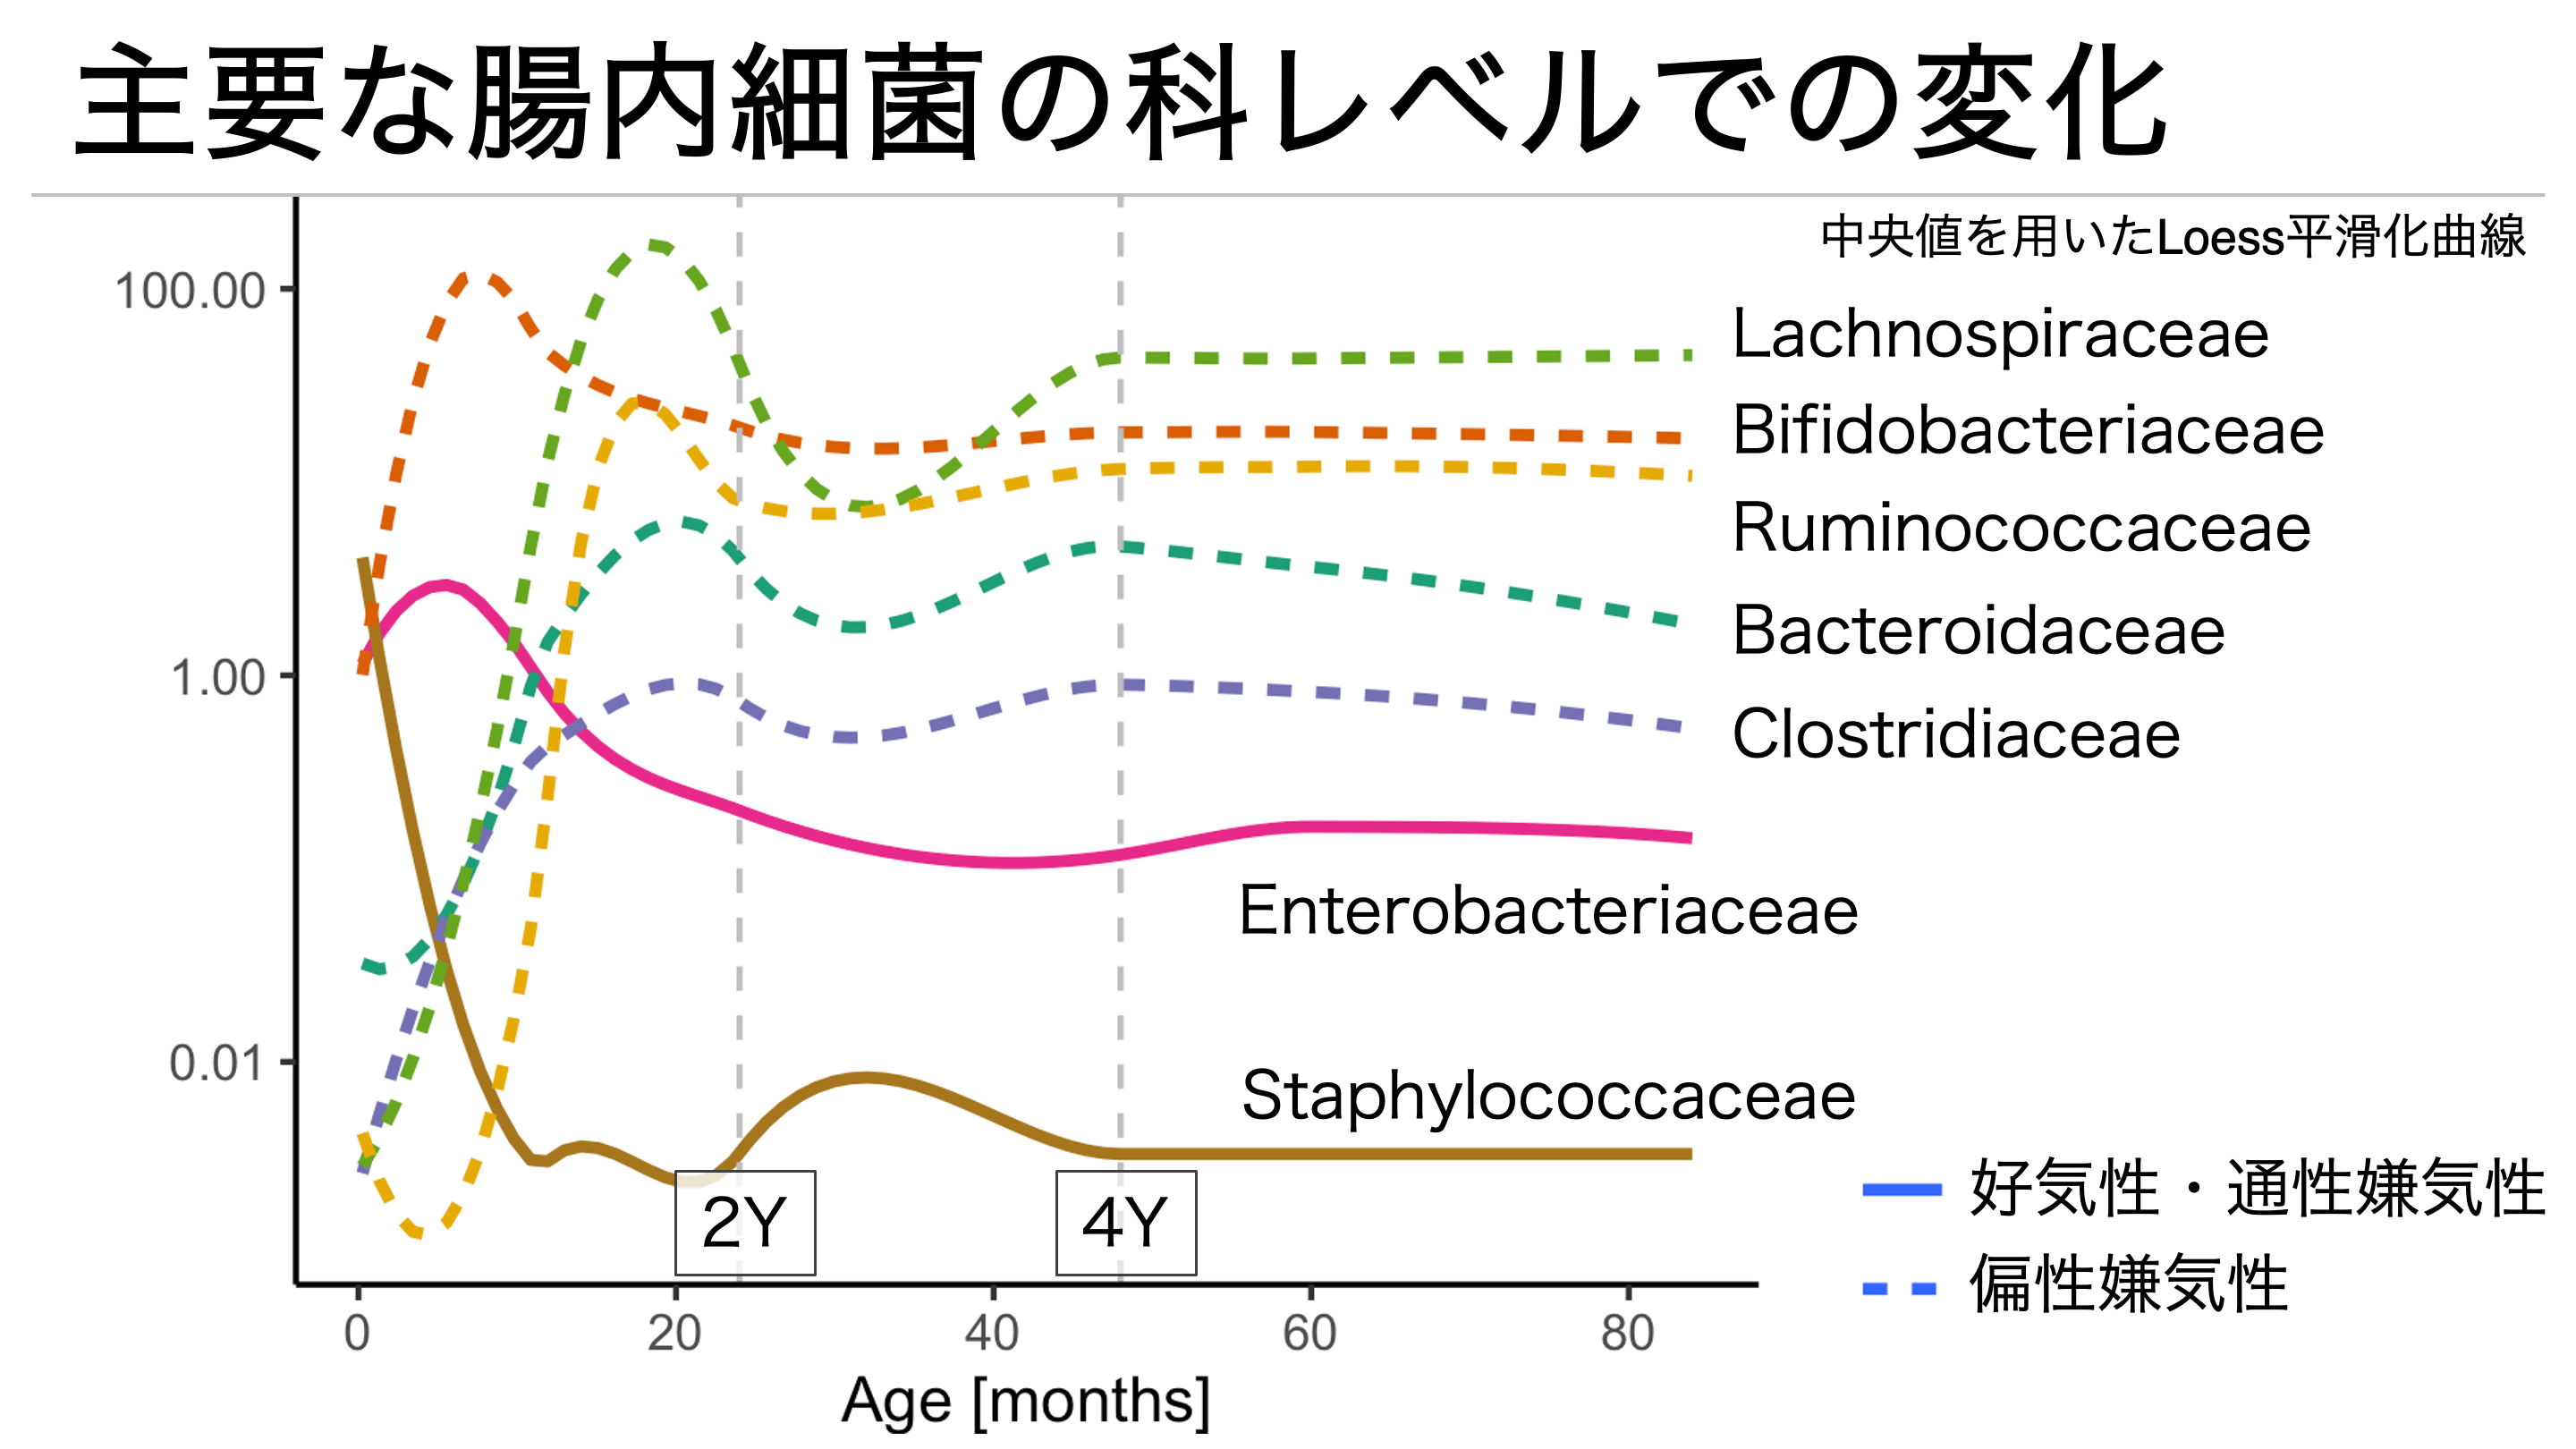 主要な腸内細菌の科レベルでの変化
中央値を用いたLoess平滑化曲線
100.00
1.00
0.01
Lachnospiraceae
Bifidobacteriaceae
Ruminococcaceae
Bacteroidaceae
Clostridiaceae
Enterobacteriaceae
Staphylococcaceae
2Y
4Y
好気性・通性嫌気性
偏性嫌気性
0 20 40 60 80
Age [months]